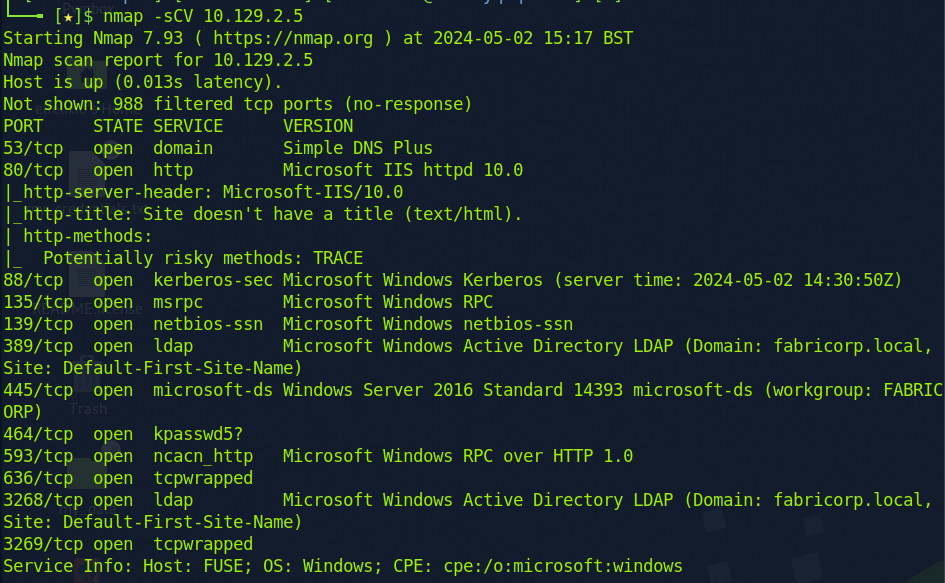 [★]$ nmap -sCV 10.129.2.5
Starting Nmap 7.93 ( https://nmap.org ) at 2024-05-02 15:17 BST
Nmap scan report for 10.129.2.5
Host is up (0.013s latency).
Not shown: 988 filtered tcp ports (no-response)
PORT     STATE SERVICE      VERSION
53/tcp   open  domain       Simple DNS Plus
80/tcp   open  http         Microsoft IIS httpd 10.0
|_http-server-header: Microsoft-IIS/10.0
|_http-title: Site doesn't have a title (text/html).
| http-methods:
|_  Potentially risky methods: TRACE
88/tcp   open  kerberos-sec Microsoft Windows Kerberos (server time: 2024-05-02 14:30:50Z)
135/tcp  open  msrpc        Microsoft Windows RPC
139/tcp  open  netbios-ssn  Microsoft Windows netbios-ssn
389/tcp  open  ldap         Microsoft Windows Active Directory LDAP (Domain: fabricorp.local,
Site: Default-First-Site-Name)
445/tcp  open  microsoft-ds Windows Server 2016 Standard 14393 microsoft-ds (workgroup: FABRIC
ORP)
Trash
464/tcp  open  kpasswd5?
593/tcp  open  ncacn_http   Microsoft Windows RPC over HTTP 1.0
636/tcp  open  tcpwrapped
3268/tcp open  ldap         Microsoft Windows Active Directory LDAP (Domain: fabricorp.local,
Site: Default-First-Site-Name)
3269/tcp open  tcpwrapped
Service Info: Host: FUSE; OS: Windows; CPE: cpe:/o:microsoft:windows